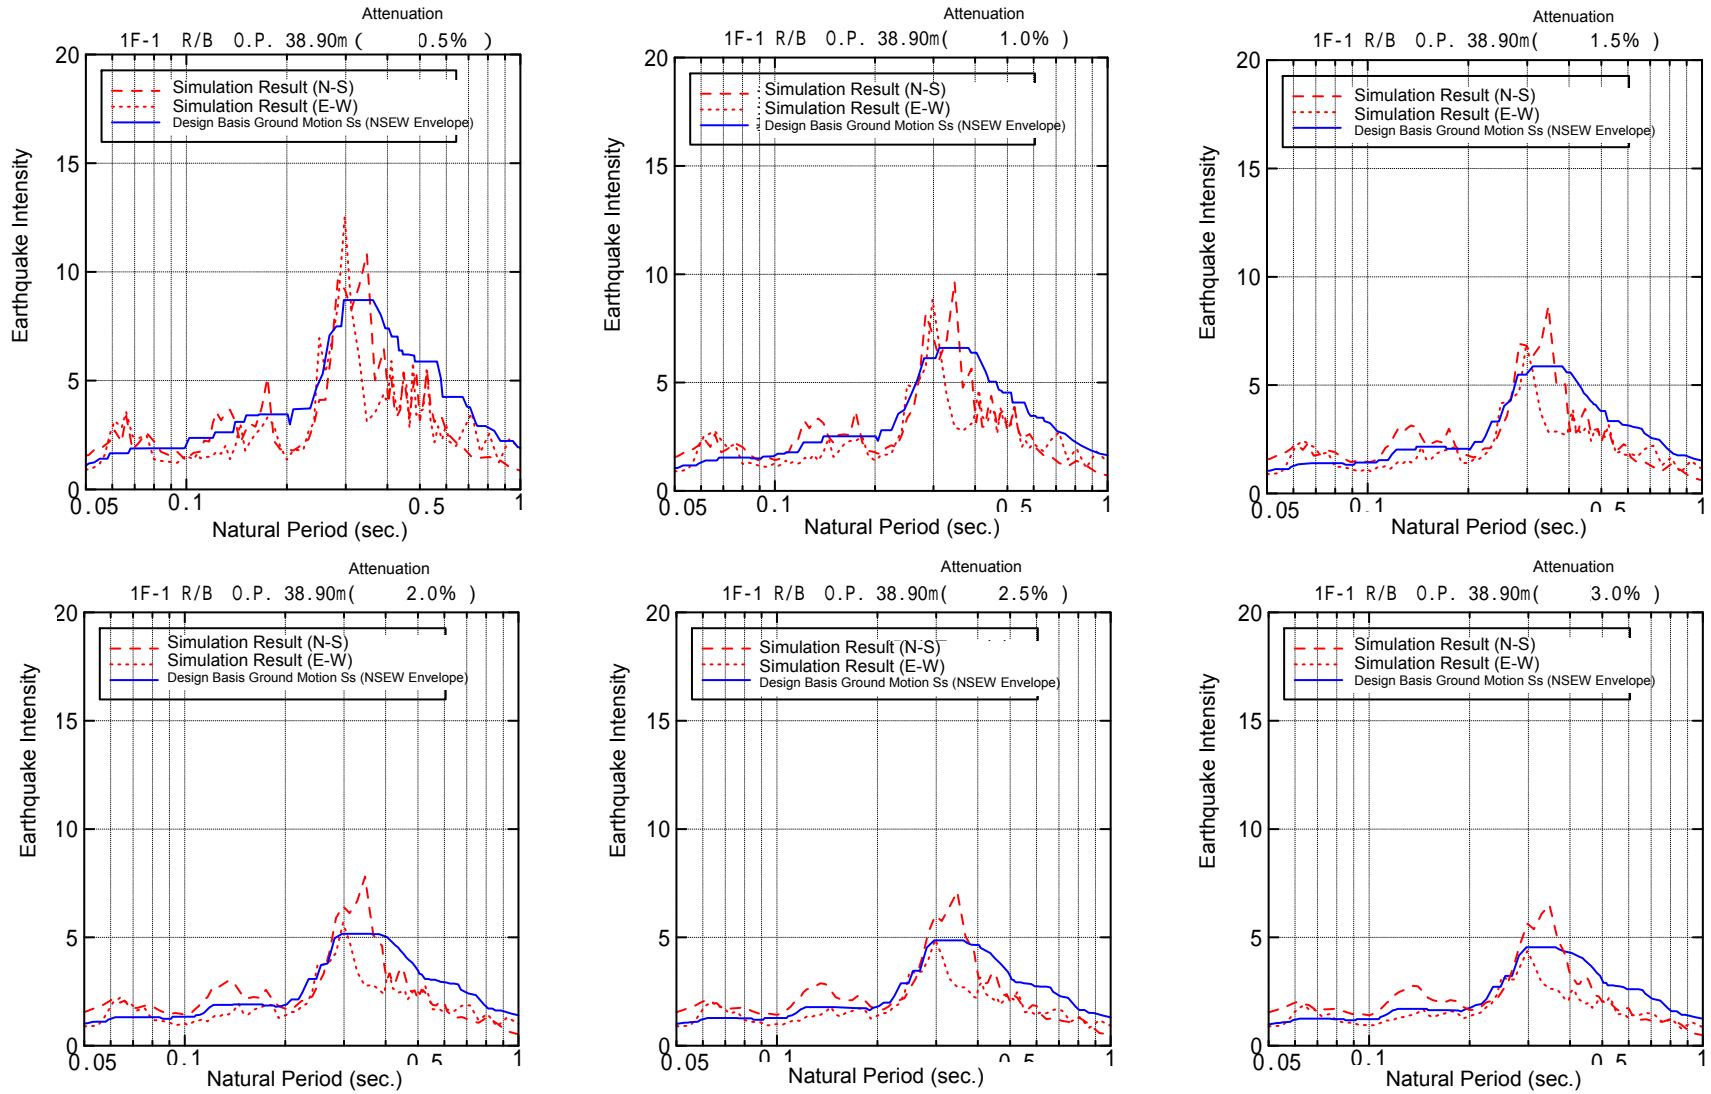 Attenuation
1F-1 R/B O.P. 38.90m( 0.5% )
20
Simulation Result (N-S)
Simulation Result (E-W)
Design Basis Ground Motion Ss (NSEW Envelope)
15
10
5
0
Earthquake Intensity
0.05 0.1 0.5 1
Natural Period (sec.)
Attenuation
1F-1 R/B O.P. 38.90m( 1.0% )
20
Simulation Result (N-S)
Simulation Result (E-W)
Design Basis Ground Motion Ss (NSEW Envelope)
15
10
5
0
Earthquake Intensity
0.05 0.1 0.5 1
Natural Period (sec.)
Attenuation
1F-1 R/B O.P. 38.90m( 1.5% )
20
Simulation Result (N-S)
Simulation Result (E-W)
Design Basis Ground Motion Ss (NSEW Envelope)
15
10
5
0
Earthquake Intensity
0.05 0.1 0.5 1
Natural Period (sec.)
Attenuation
1F-1 R/B O.P. 38.90m( 2.0% )
20
Simulation Result (N-S)
Simulation Result (E-W)
Design Basis Ground Motion Ss (NSEW Envelope)
15
10
5
0
Earthquake Intensity
0.05 0.1 0.5 1
Natural Period (sec.)
Attenuation
1F-1 R/B O.P. 38.90m( 2.5% )
20
Simulation Result (N-S)
Simulation Result (E-W)
Design Basis Ground Motion Ss (NSEW Envelope)
15
10
5
0
Earthquake Intensity
0.05 0.1 0.5 1
Natural Period (sec.)
Attenuation
1F-1 R/B O.P. 38.90m( 3.0% )
20
Simulation Result (N-S)
Simulation Result (E-W)
Design Basis Ground Motion Ss (NSEW Envelope)
15
10
5
0
Earthquake Intensity
0.05 0.1 0.5 1
Natural Period (sec.)